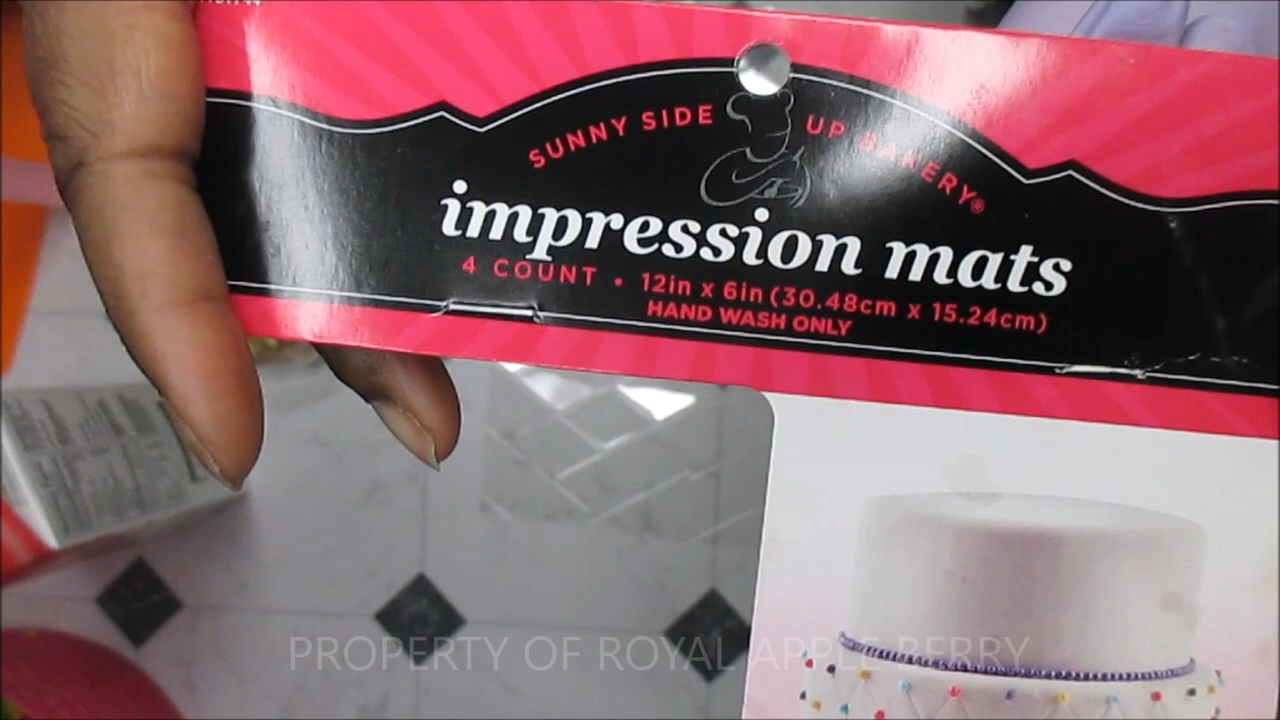 SUNNY SIDE UP BAKERY®
impression mats
4 COUNT • 12in x 6in (30.48cm x 15.24cm)
HAND WASH ONLY
PROPERTY OF ROYAL APPLE BERRY